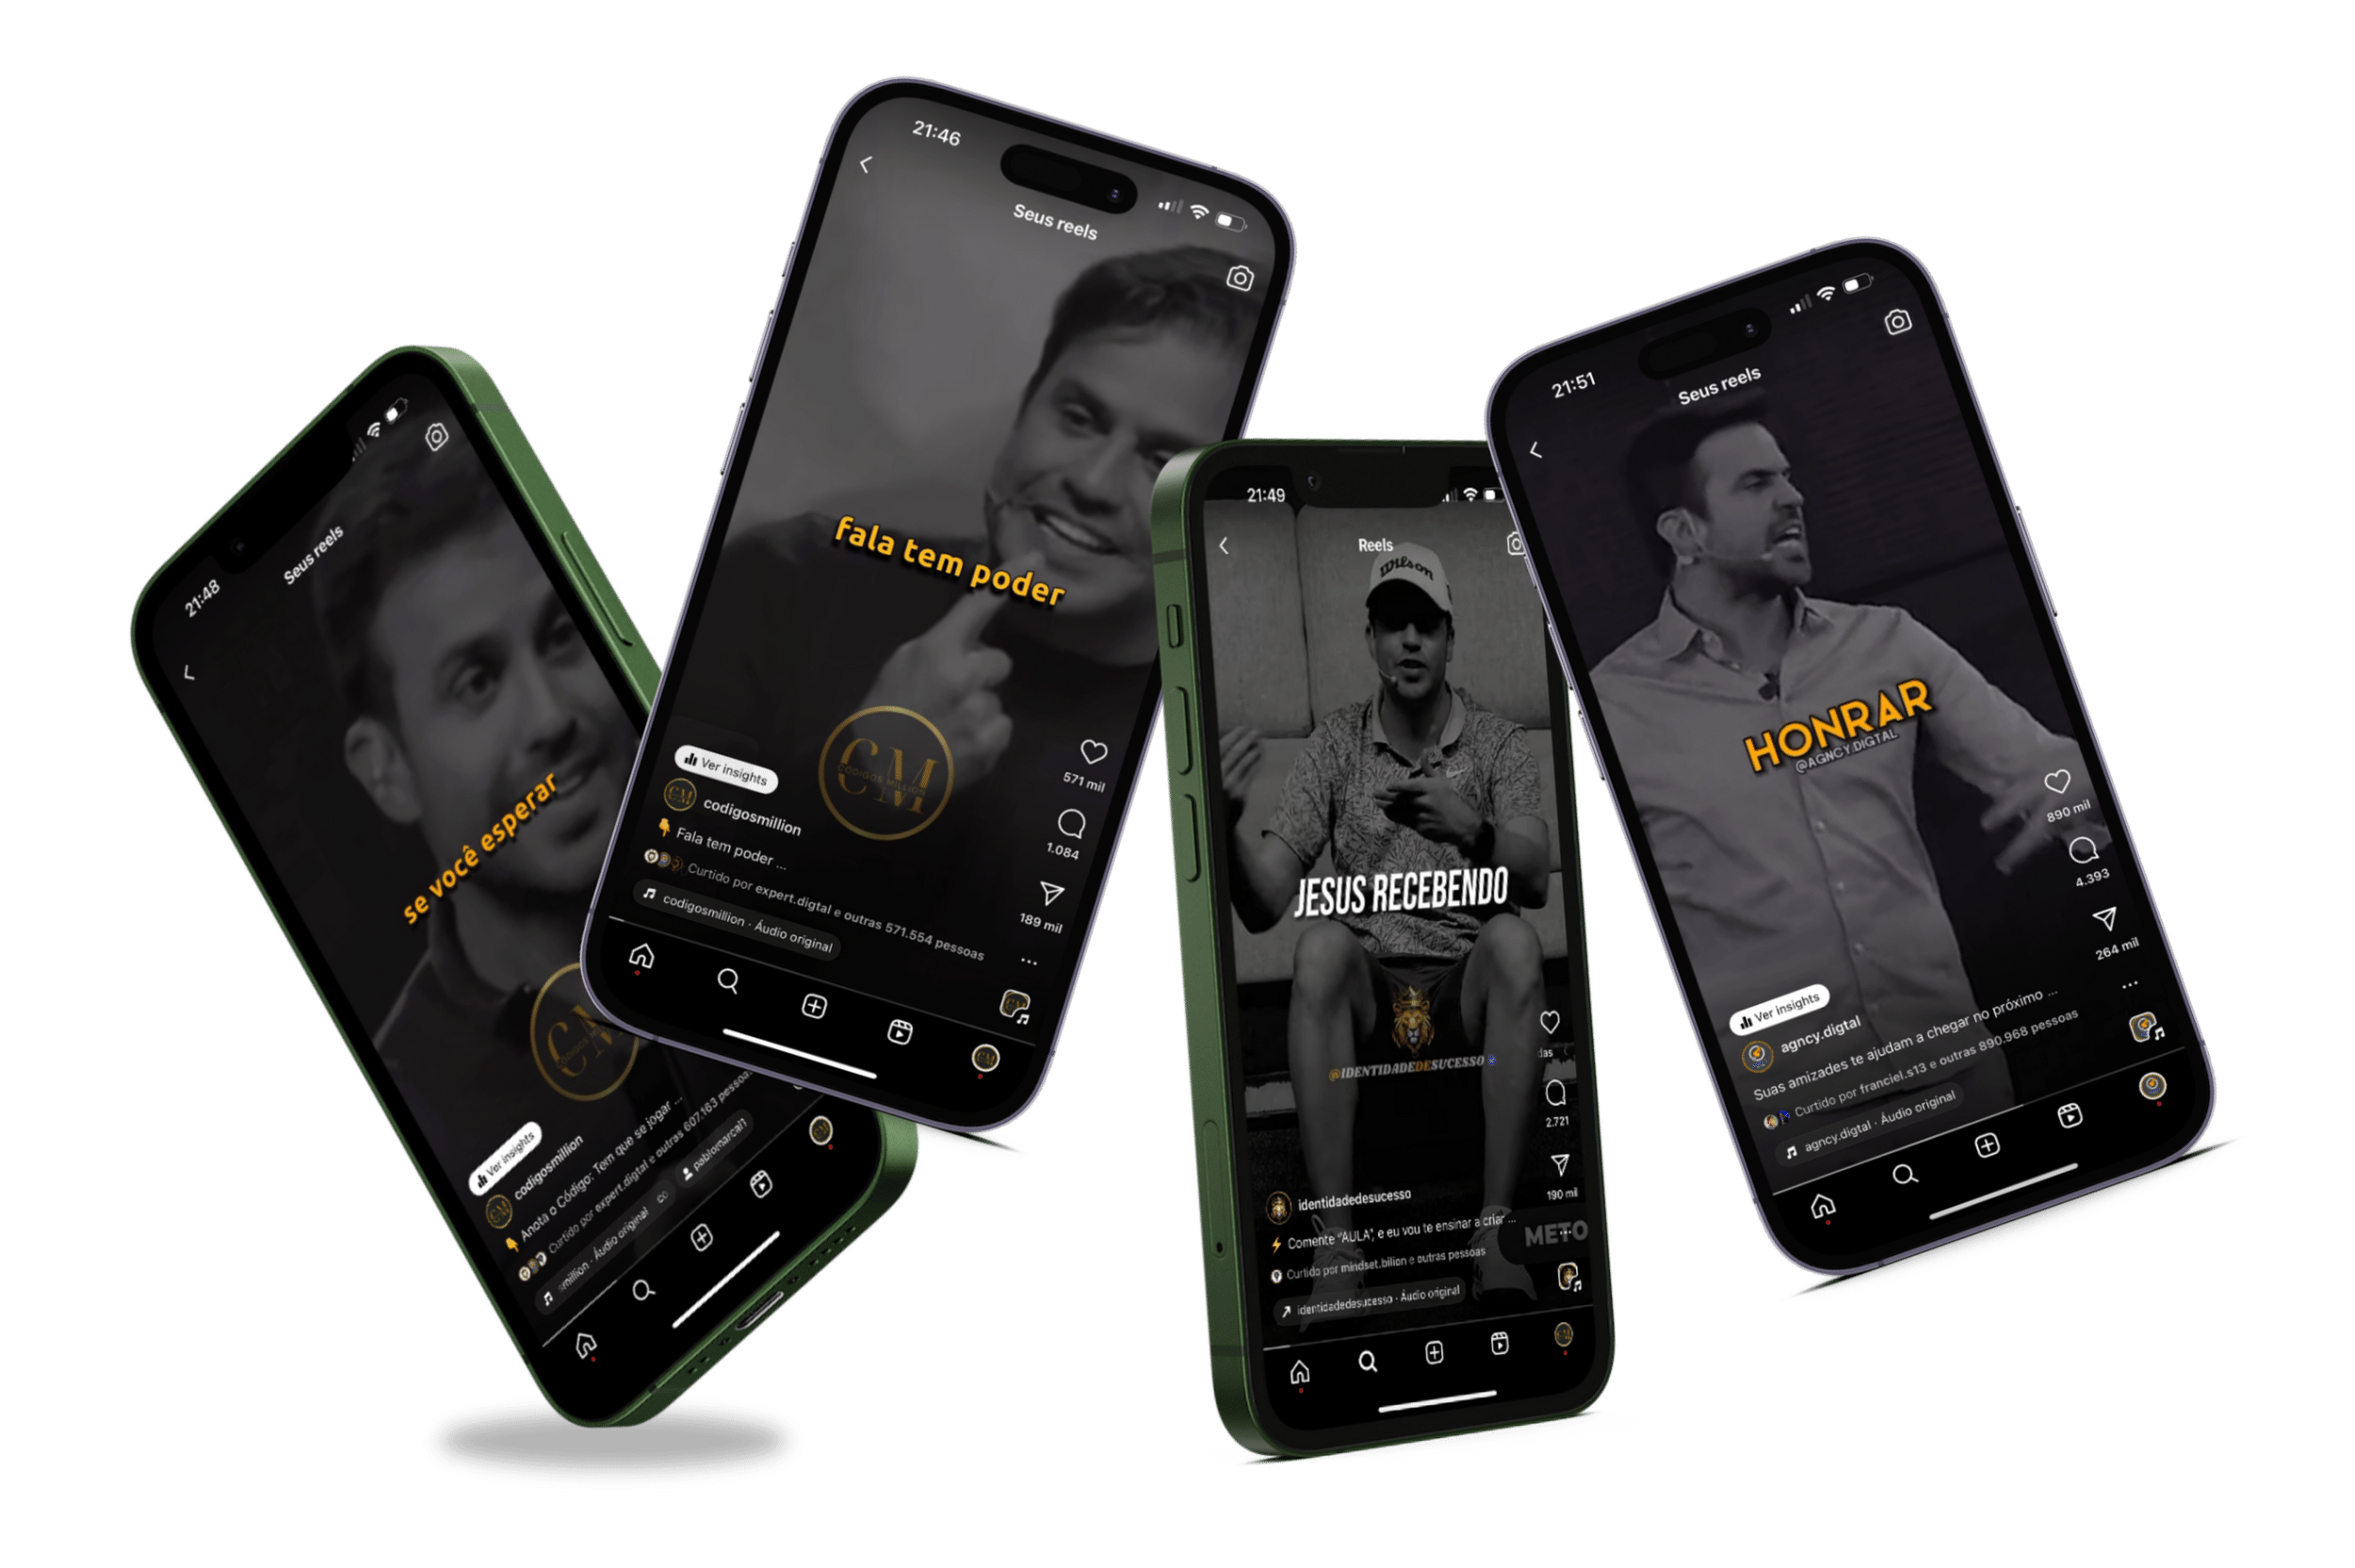 21:48
Seus reels
se você esperar
Ver insights
codigosmillion
Anota o Código: Tem que se jogar ...
Curtido por expert.digtal e outras 607.163 pessoas
smillion · Áudio original
co
pablomarcal1
21:46
Seus reels
fala tem poder
CM
CÓDIGOS MILLION
571 mil
Ver insights
codigosmillion
1.084
Fala tem poder ...
Curtido por expert.digtal e outras 571.554 pessoas
189 mil
codigosmillion · Áudio original
21:49
Reels
Wilson
JESUS RECEBENDO
das
@IDENTIDADEDESUCESSO
2.721
identidadedesucesso
190 mil
Comente "AULA", e eu vou te ensinar a criar ...
METO
Curtido por mindset.bilion e outras pessoas
identidadedesucesso · Áudio original
21:51
Seus reels
HONRAR
@AGNCY.DIGTAL
890 mil
4.393
264 mil
Ver insights
agncy.digtal
Suas amizades te ajudam a chegar no próximo ...
Curtido por franciel.s13 e outras 890.968 pessoas
agncy.digtal · Áudio original